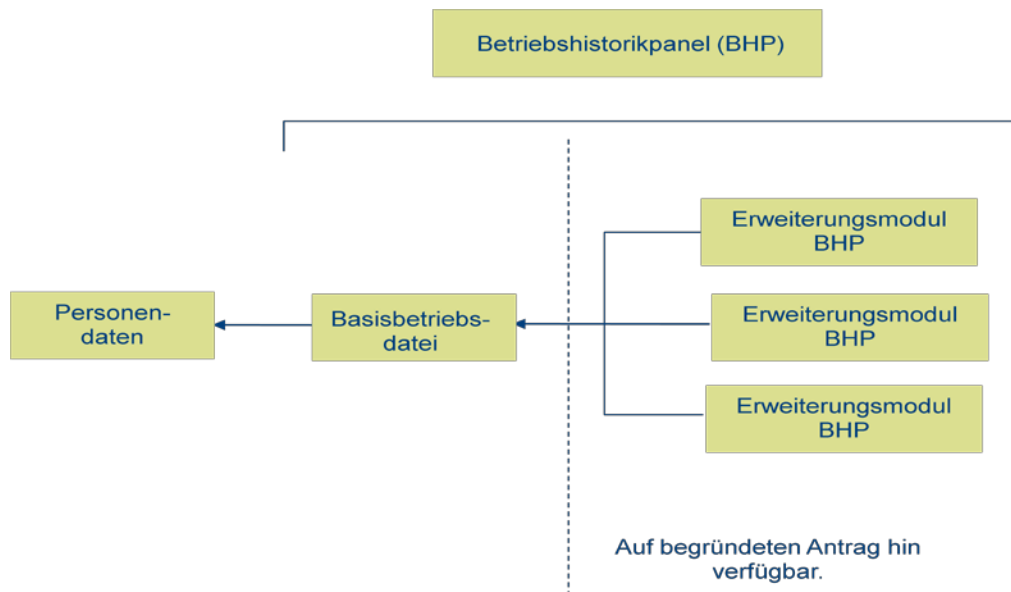 Betriebshistorikpanel (BHP)
Erweiterungsmodul
BHP
Personen-
daten
Basisbetriebs-
datei
Erweiterungsmodul
BHP
Erweiterungsmodul
BHP
Auf begründeten Antrag hin
verfügbar.